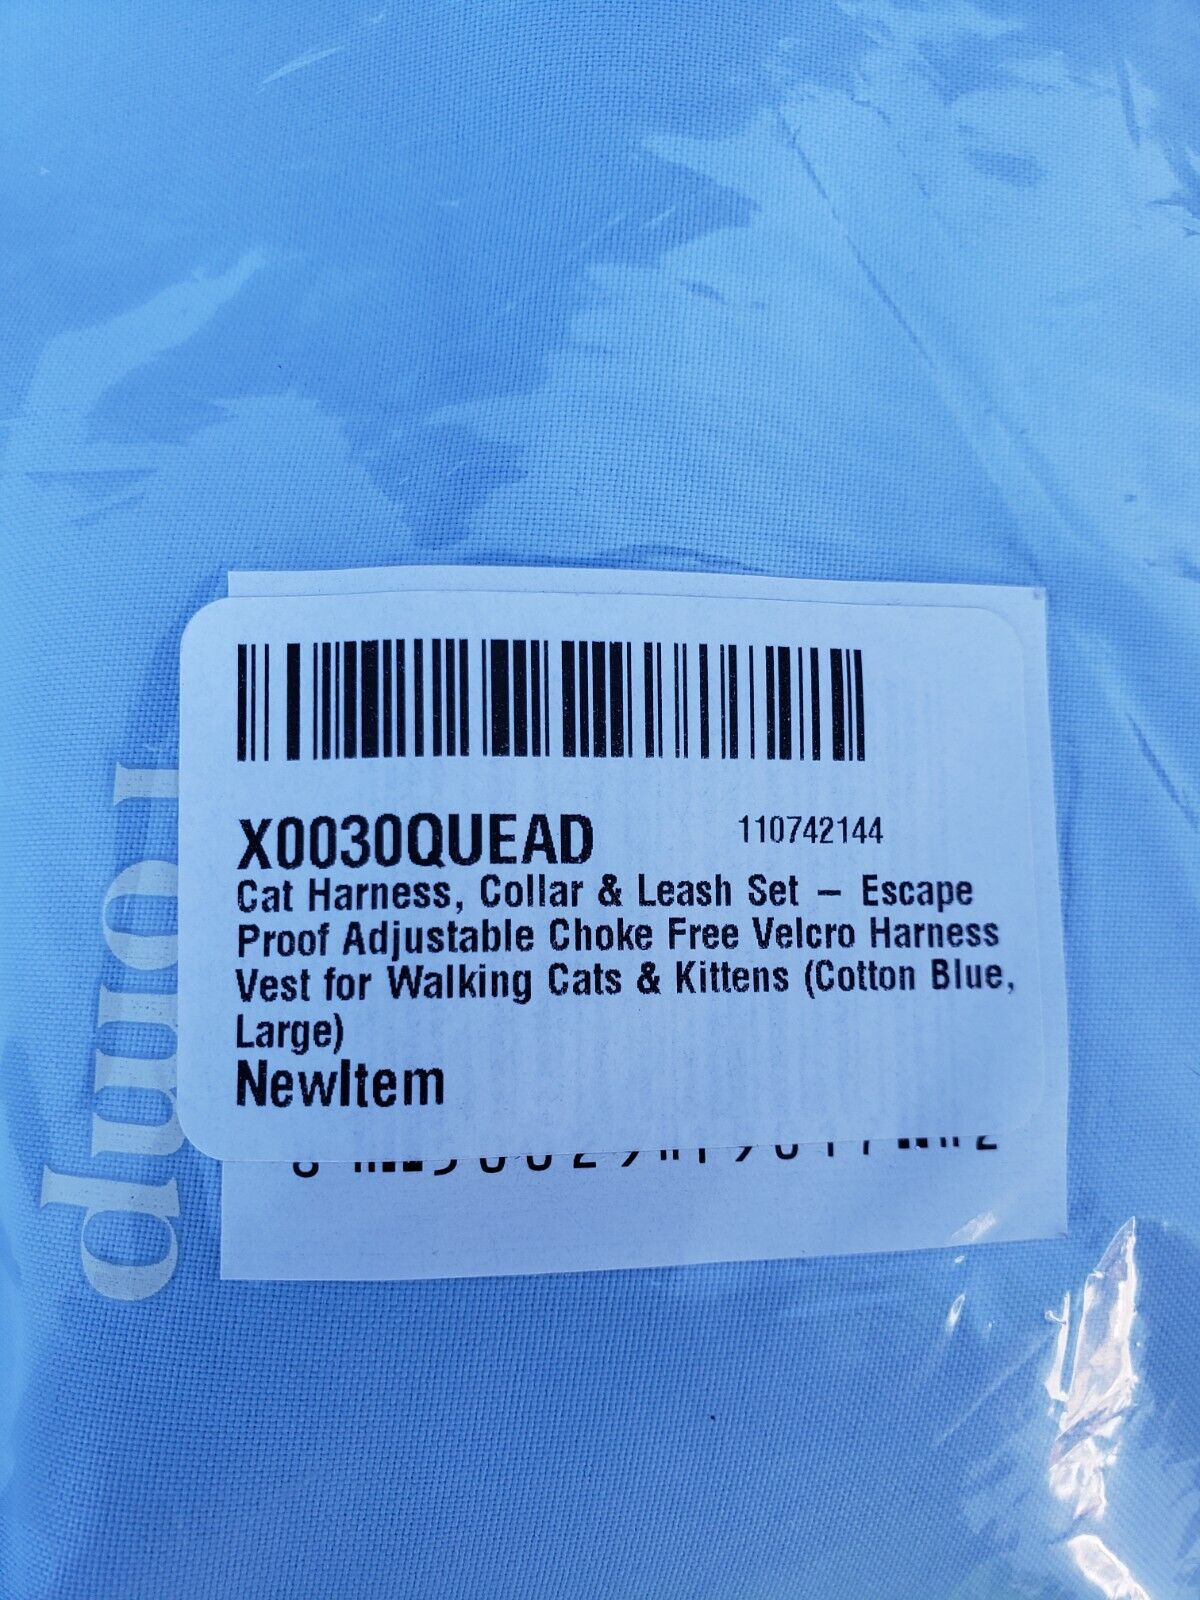 X0030QUEAD 110742144
Cat Harness, Collar & Leash Set – Escape
Proof Adjustable Choke Free Velcro Harness
Vest for Walking Cats & Kittens (Cotton Blue,
Large)
NewItem